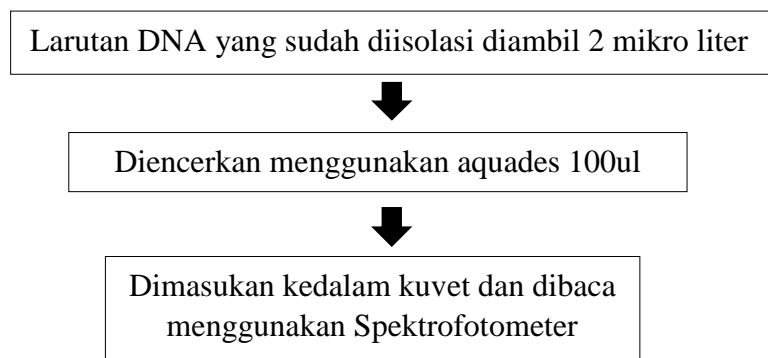 Larutan DNA yang sudah diisolasi diambil 2 mikro liter
Diencerkan menggunakan aquades 100ul
Dimasukan kedalam kuvet dan dibaca
menggunakan Spektrofotometer